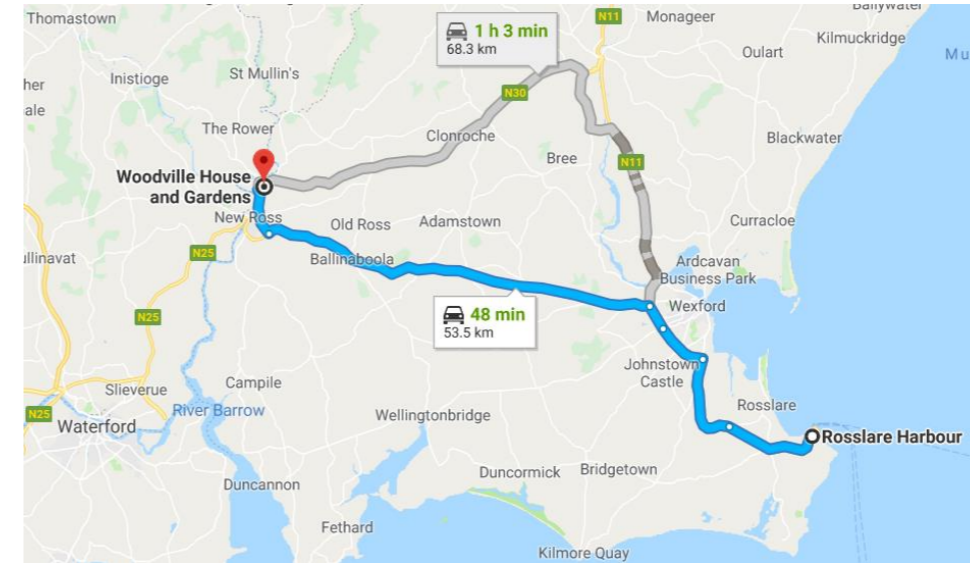 Thomastown
N11
Monageer
Ballywater
1 h 3 min
68.3 km
Kilmuckridge
Oulart
Inistioge
St Mullin's
her
ale
N30
The Rower
Clonroche
Blackwater
Bree
N11
Woodville House
and Gardens
New Ross
Old Ross
Adamstown
Curracloe
N25
ullinavat
Ballinaboola
Ardcavan
Business Park
48 min
53.5 km
Wexford
N25
Johnstown
Castle
Slieverue
Campile
Rosslare
N25
River Barrow
Wellingtonbridge
Waterford
Rosslare Harbour
Duncormick
Bridgetown
Duncannon
Fethard
Kilmore Quay